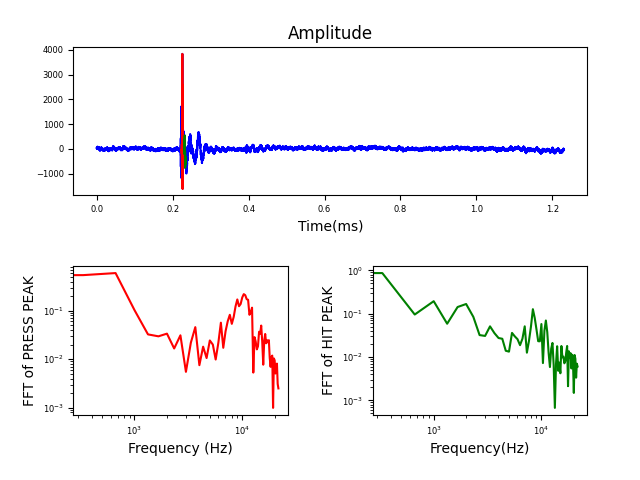 Amplitude
4000
3000
2000
1000
0
−1000
0.0 0.2 0.4 0.6 0.8 1.0 1.2
Time(ms)
FFT of PRESS PEAK
10⁻¹
10⁻²
10⁻³
10³ 10⁴
Frequency (Hz)
FFT of HIT PEAK
10⁰
10⁻¹
10⁻²
10⁻³
10³ 10⁴
Frequency(Hz)